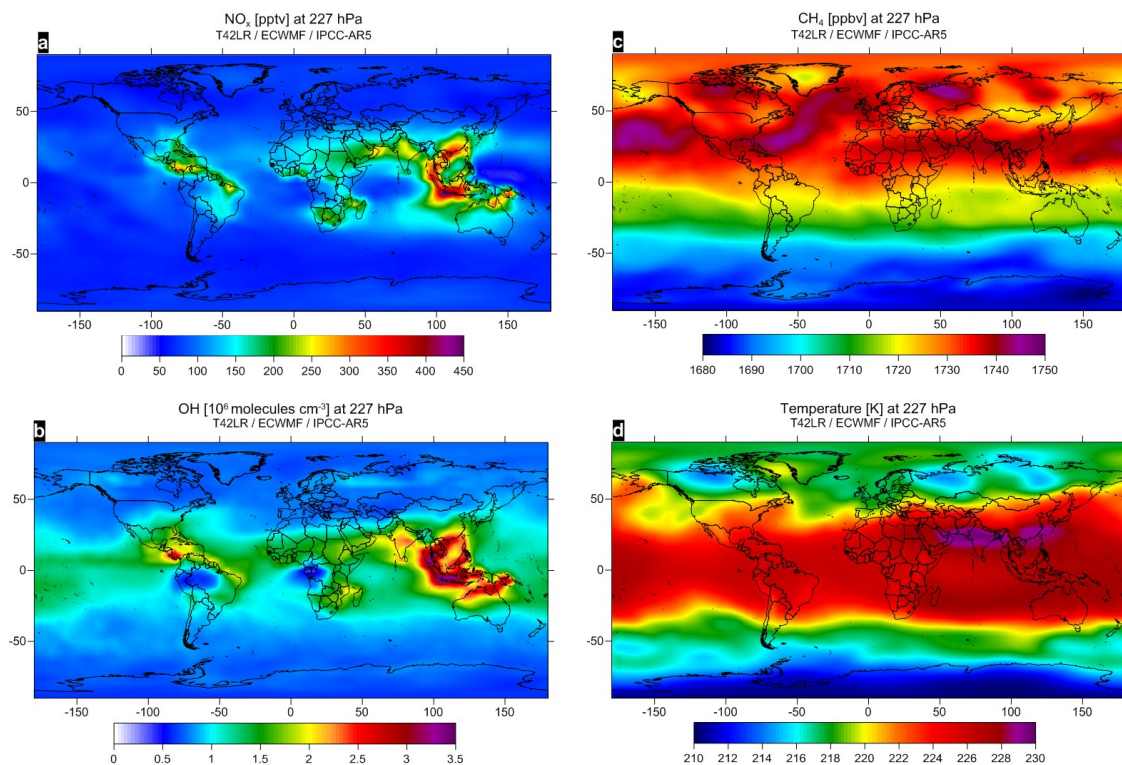 NOₓ [pptv] at 227 hPa
T42LR / ECWMF / IPCC-AR5
a
50
0
-50
-150 -100 -50 0 50 100 150
0 50 100 150 200 250 300 350 400 450
CH₄ [ppbv] at 227 hPa
T42LR / ECWMF / IPCC-AR5
c
50
0
-50
-150 -100 -50 0 50 100 150
1680 1690 1700 1710 1720 1730 1740 1750
OH [10⁶ molecules cm⁻³] at 227 hPa
T42LR / ECWMF / IPCC-AR5
b
50
0
-50
-150 -100 -50 0 50 100 150
0 0.5 1 1.5 2 2.5 3 3.5
Temperature [K] at 227 hPa
T42LR / ECWMF / IPCC-AR5
d
50
0
-50
-150 -100 -50 0 50 100 150
210 212 214 216 218 220 222 224 226 228 230